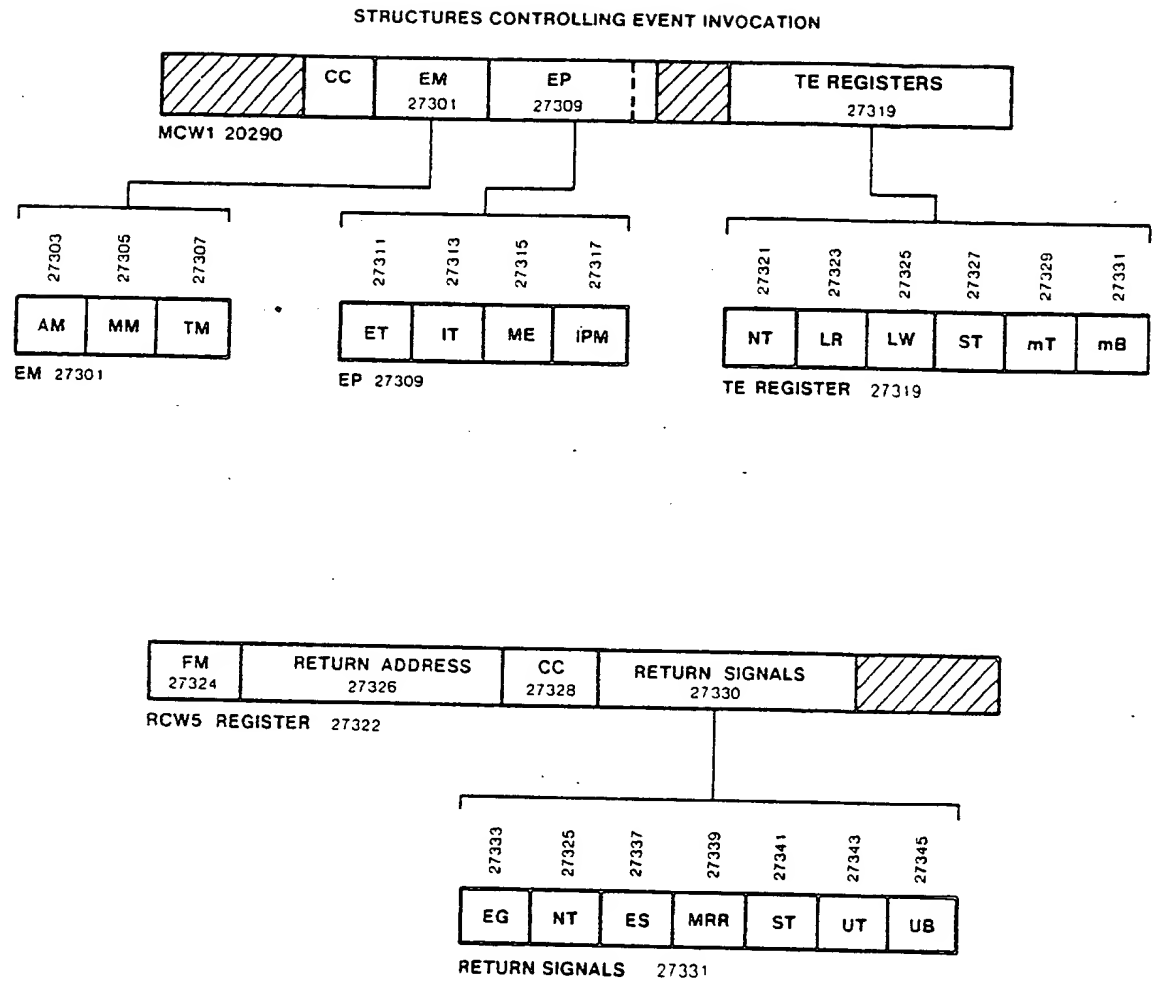 STRUCTURES CONTROLLING EVENT INVOCATION
CC EM EP TE REGISTERS
27301 27309 27319
MCW1 20290
27303 27305 27307 27311 27313 27315 27317 27321 27323 27325 27327 27329 27331
AM MM TM ET IT ME IPM NT LR LW ST mT mB
EM 27301 EP 27309 TE REGISTER 27319
FM RETURN ADDRESS CC RETURN SIGNALS
27324 27326 27328 27330
RCW5 REGISTER 27322
27333 27325 27337 27339 27341 27343 27345
EG NT ES MRR ST UT UB
RETURN SIGNALS 27331